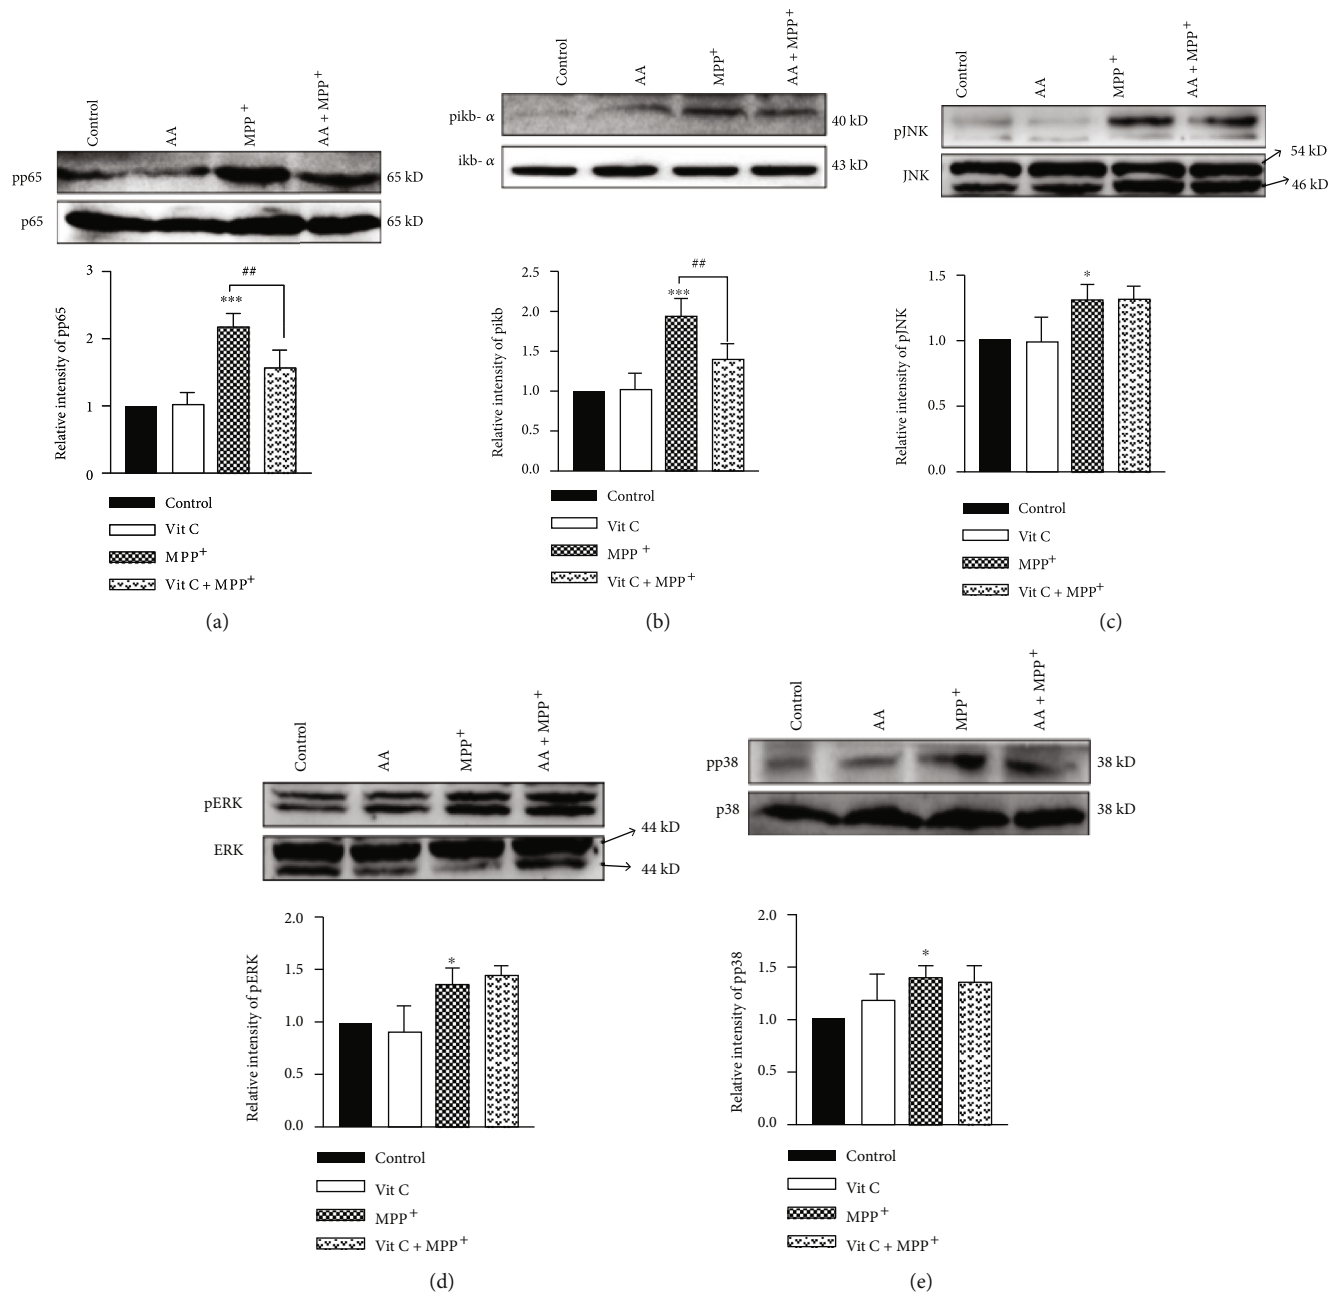 Control
AA
MPP+
AA + MPP+
pp65
65 kD
p65
65 kD
3
2
1
0
Relative intensity of pp65
***
##
Control
Vit C
MPP+
Vit C + MPP+
(a)
Control
AA
MPP+
AA + MPP+
pikb- α
40 kD
ikb- α
43 kD
2.5
2.0
1.5
1.0
0.5
0.0
Relative intensity of pikb
***
##
Control
Vit C
MPP +
Vit C + MPP+
(b)
Control
AA
MPP +
AA + MPP+
pJNK
JNK
54 kD
46 kD
1.5
1.0
0.5
0.0
Relative intensity of pJNK
*
Control
Vit C
MPP+
Vit C + MPP+
(c)
Control
AA
MPP+
AA + MPP+
pERK
ERK
44 kD
44 kD
2.0
1.5
1.0
0.5
0.0
Relative intensity of pERK
*
Control
Vit C
MPP+
Vit C + MPP+
(d)
Control
AA
MPP+
AA + MPP+
pp38
38 kD
p38
38 kD
2.0
1.5
1.0
0.5
0.0
Relative intensity of pp38
*
Control
Vit C
MPP+
Vit C + MPP+
(e)